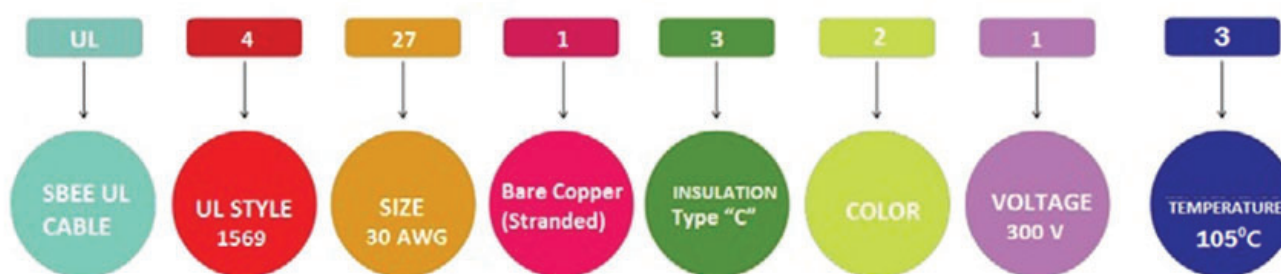 UL 4 27 1 3 2 1 3
SBEE UL
CABLE
UL STYLE
1569
SIZE
30 AWG
Bare Copper
(Stranded)
INSULATION
Type “C”
COLOR
VOLTAGE
300 V
TEMPERATURE
105⁰C